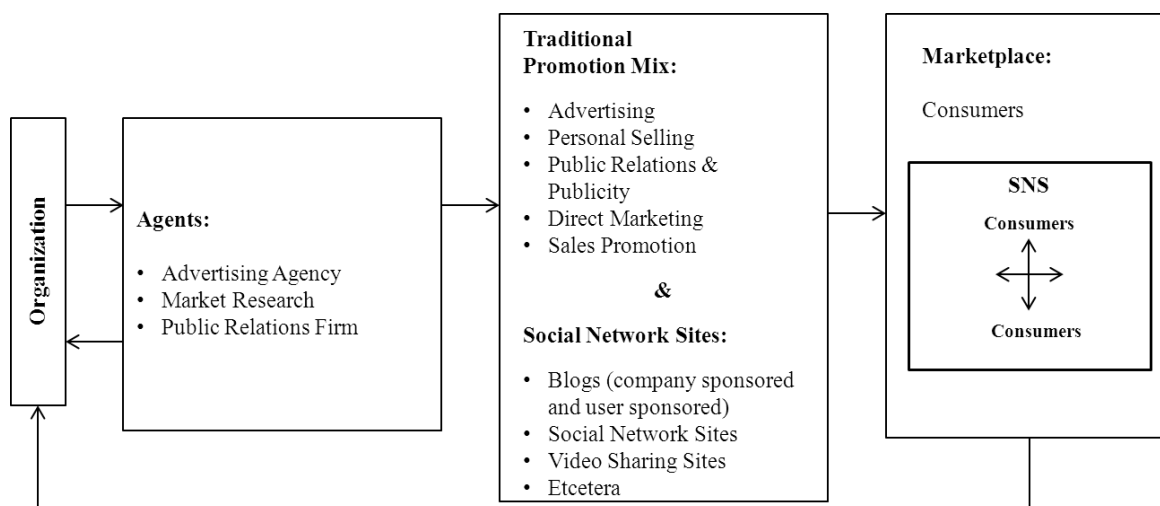 Organization
Agents:
• Advertising Agency
• Market Research
• Public Relations Firm
Traditional
Promotion Mix:
• Advertising
• Personal Selling
• Public Relations &
Publicity
• Direct Marketing
• Sales Promotion
&
Social Network Sites:
• Blogs (company sponsored
and user sponsored)
• Social Network Sites
• Video Sharing Sites
• Etcetera
Marketplace:
Consumers
SNS
Consumers
Consumers